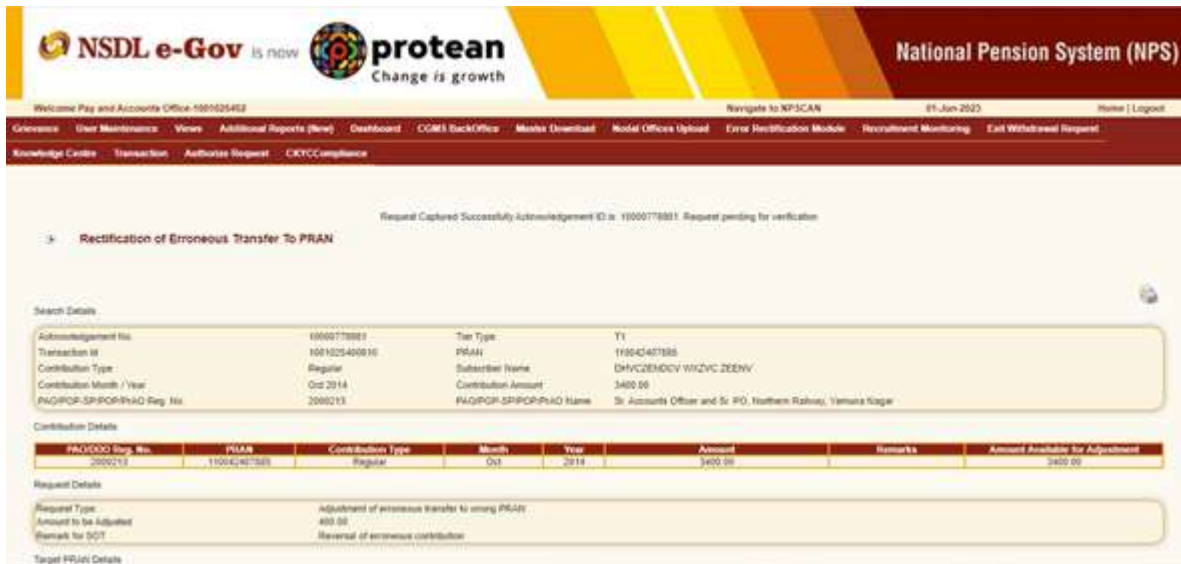 NSDL e-Gov is now protean
Change is growth
National Pension System (NPS)
Welcome Pay and Accounts Office-1001025402 Navigate to NPSCAN 01-Jun-2023 Home | Logout
Grievance User Maintenance Views Additional Reports (New) Dashboard CGMS BackOffice Master Download Nodal Offices Upload Error Rectification Module Recruitment Monitoring Exit Withdrawal Request
Knowledge Centre Transaction Authorize Request CKYCCompliance
Request Captured Successfully Acknowledgement ID is 10000778801. Request pending for verification
Rectification of Erroneous Transfer To PRAN
Search Details
Acknowledgement No. 10000778801 Tier Type T1
Transaction Id 1001025400810 PRAN 110042407885
Contribution Type Regular Subscriber Name DHVCZENDCV WXZVC ZEENV
Contribution Month / Year Oct 2014 Contribution Amount 3400.00
PAO/POP-SP/POP/PrAO Reg. No. 2000213 PAO/POP-SP/POP/PrAO Name Sr. Accounts Officer and Sr. PO, Northern Railway, Yamuna Nagar
Contribution Details
PAO/DDO Reg. No. PRAN Contribution Type Month Year Amount Remarks Amount Available for Adjustment
2000213 110042407885 Regular Oct 2014 3400.00 3400.00
Request Details
Request Type Adjustment of erroneous transfer to wrong PRAN
Amount to be Adjusted 400.00
Remark for SOT Reversal of erroneous contribution
Target PRAN Details